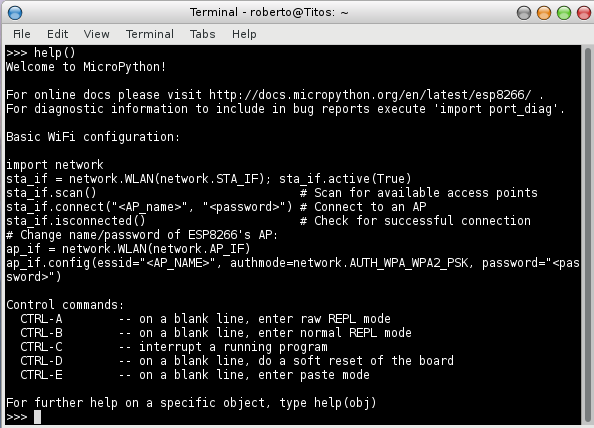 Terminal - roberto@Titos: ~
File Edit View Terminal Tabs Help
>>> help()
Welcome to MicroPython!
For online docs please visit http://docs.micropython.org/en/latest/esp8266/ .
For diagnostic information to include in bug reports execute 'import port_diag'.
Basic WiFi configuration:
import network
sta_if = network.WLAN(network.STA_IF); sta_if.active(True)
sta_if.scan()                             # Scan for available access points
sta_if.connect("<AP_name>", "<password>") # Connect to an AP
sta_if.isconnected()                      # Check for successful connection
# Change name/password of ESP8266's AP:
ap_if = network.WLAN(network.AP_IF)
ap_if.config(essid="<AP_NAME>", authmode=network.AUTH_WPA_WPA2_PSK, password="<pas
sword>")
Control commands:
  CTRL-A        -- on a blank line, enter raw REPL mode
  CTRL-B        -- on a blank line, enter normal REPL mode
  CTRL-C        -- interrupt a running program
  CTRL-D        -- on a blank line, do a soft reset of the board
  CTRL-E        -- on a blank line, enter paste mode
For further help on a specific object, type help(obj)
>>>